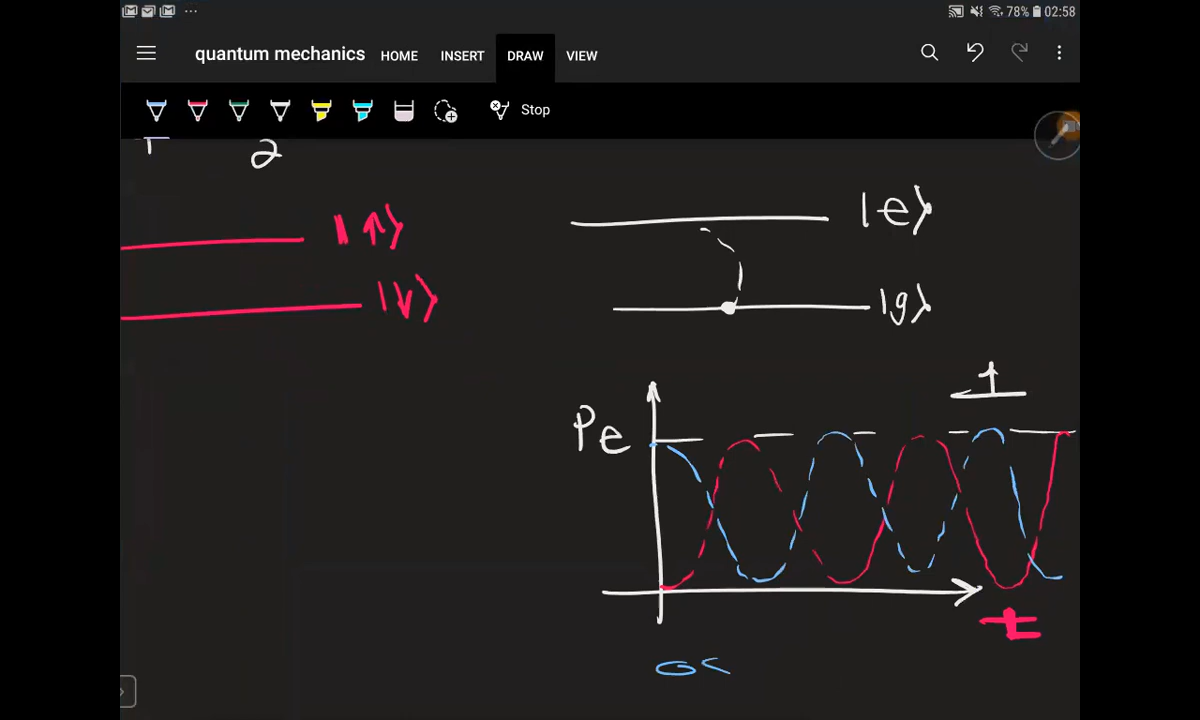 78% 02:58
quantum mechanics HOME INSERT DRAW VIEW
Stop
2
|↑⟩
|e⟩
|g⟩
1
Pe
t